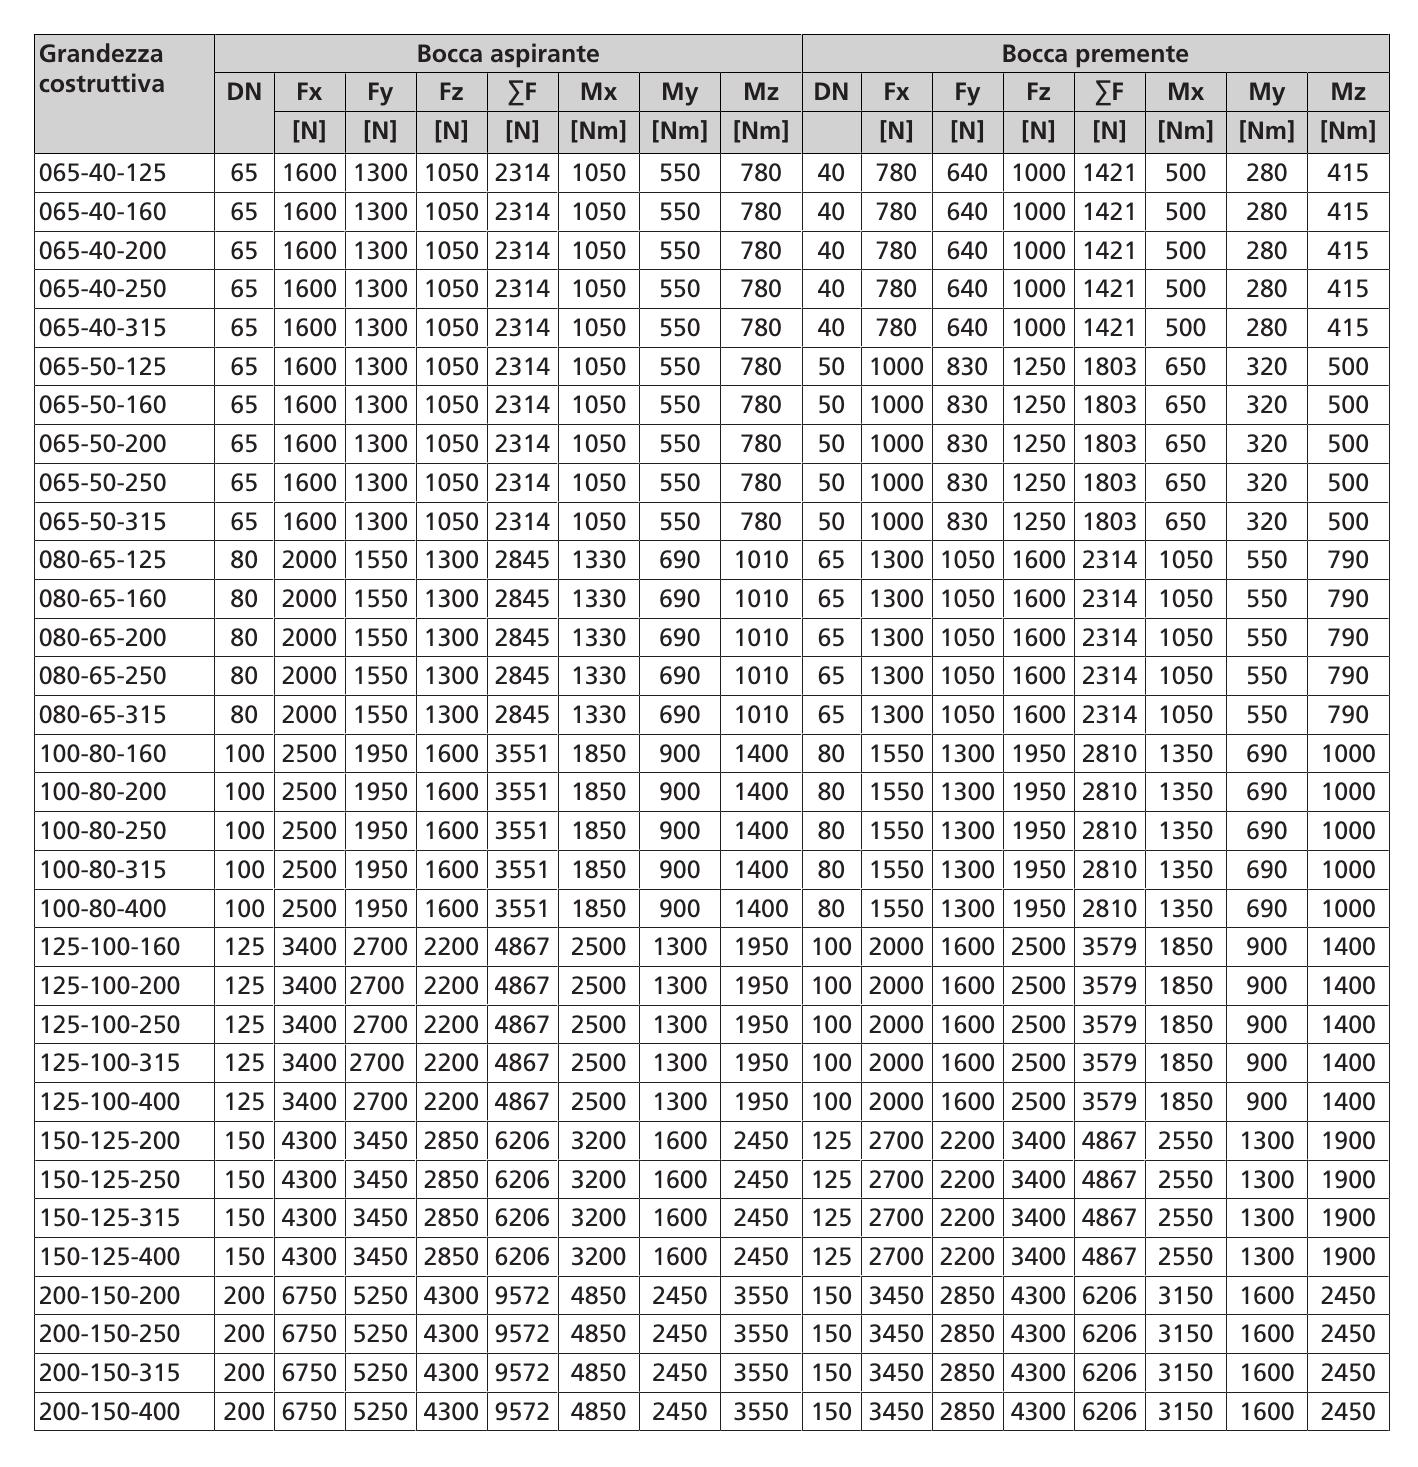 Grandezza costruttiva Bocca aspirante Bocca premente
DN Fx Fy Fz ∑F Mx My Mz DN Fx Fy Fz ∑F Mx My Mz
[N] [N] [N] [N] [Nm] [Nm] [Nm] [N] [N] [N] [N] [Nm] [Nm] [Nm]
065-40-125 65 1600 1300 1050 2314 1050 550 780 40 780 640 1000 1421 500 280 415
065-40-160 65 1600 1300 1050 2314 1050 550 780 40 780 640 1000 1421 500 280 415
065-40-200 65 1600 1300 1050 2314 1050 550 780 40 780 640 1000 1421 500 280 415
065-40-250 65 1600 1300 1050 2314 1050 550 780 40 780 640 1000 1421 500 280 415
065-40-315 65 1600 1300 1050 2314 1050 550 780 40 780 640 1000 1421 500 280 415
065-50-125 65 1600 1300 1050 2314 1050 550 780 50 1000 830 1250 1803 650 320 500
065-50-160 65 1600 1300 1050 2314 1050 550 780 50 1000 830 1250 1803 650 320 500
065-50-200 65 1600 1300 1050 2314 1050 550 780 50 1000 830 1250 1803 650 320 500
065-50-250 65 1600 1300 1050 2314 1050 550 780 50 1000 830 1250 1803 650 320 500
065-50-315 65 1600 1300 1050 2314 1050 550 780 50 1000 830 1250 1803 650 320 500
080-65-125 80 2000 1550 1300 2845 1330 690 1010 65 1300 1050 1600 2314 1050 550 790
080-65-160 80 2000 1550 1300 2845 1330 690 1010 65 1300 1050 1600 2314 1050 550 790
080-65-200 80 2000 1550 1300 2845 1330 690 1010 65 1300 1050 1600 2314 1050 550 790
080-65-250 80 2000 1550 1300 2845 1330 690 1010 65 1300 1050 1600 2314 1050 550 790
080-65-315 80 2000 1550 1300 2845 1330 690 1010 65 1300 1050 1600 2314 1050 550 790
100-80-160 100 2500 1950 1600 3551 1850 900 1400 80 1550 1300 1950 2810 1350 690 1000
100-80-200 100 2500 1950 1600 3551 1850 900 1400 80 1550 1300 1950 2810 1350 690 1000
100-80-250 100 2500 1950 1600 3551 1850 900 1400 80 1550 1300 1950 2810 1350 690 1000
100-80-315 100 2500 1950 1600 3551 1850 900 1400 80 1550 1300 1950 2810 1350 690 1000
100-80-400 100 2500 1950 1600 3551 1850 900 1400 80 1550 1300 1950 2810 1350 690 1000
125-100-160 125 3400 2700 2200 4867 2500 1300 1950 100 2000 1600 2500 3579 1850 900 1400
125-100-200 125 3400 2700 2200 4867 2500 1300 1950 100 2000 1600 2500 3579 1850 900 1400
125-100-250 125 3400 2700 2200 4867 2500 1300 1950 100 2000 1600 2500 3579 1850 900 1400
125-100-315 125 3400 2700 2200 4867 2500 1300 1950 100 2000 1600 2500 3579 1850 900 1400
125-100-400 125 3400 2700 2200 4867 2500 1300 1950 100 2000 1600 2500 3579 1850 900 1400
150-125-200 150 4300 3450 2850 6206 3200 1600 2450 125 2700 2200 3400 4867 2550 1300 1900
150-125-250 150 4300 3450 2850 6206 3200 1600 2450 125 2700 2200 3400 4867 2550 1300 1900
150-125-315 150 4300 3450 2850 6206 3200 1600 2450 125 2700 2200 3400 4867 2550 1300 1900
150-125-400 150 4300 3450 2850 6206 3200 1600 2450 125 2700 2200 3400 4867 2550 1300 1900
200-150-200 200 6750 5250 4300 9572 4850 2450 3550 150 3450 2850 4300 6206 3150 1600 2450
200-150-250 200 6750 5250 4300 9572 4850 2450 3550 150 3450 2850 4300 6206 3150 1600 2450
200-150-315 200 6750 5250 4300 9572 4850 2450 3550 150 3450 2850 4300 6206 3150 1600 2450
200-150-400 200 6750 5250 4300 9572 4850 2450 3550 150 3450 2850 4300 6206 3150 1600 2450